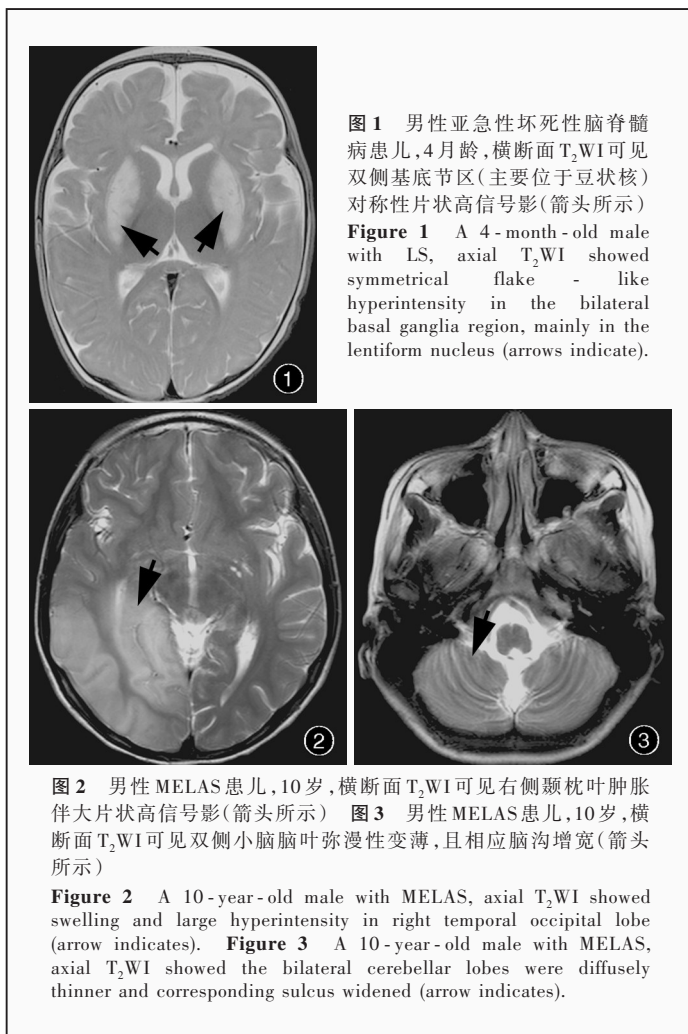 图1 男性亚急性坏死性脑脊髓
病患儿,4月龄,横断面T₂WI可见
双侧基底节区(主要位于豆状核)
对称性片状高信号影(箭头所示)
Figure 1 A 4-month-old male
with LS, axial T₂WI showed
symmetrical flake - like
hyperintensity in the bilateral
basal ganglia region, mainly in the
lentiform nucleus (arrows indicate).
1
2
3
图2 男性MELAS患儿,10岁,横断面T₂WI可见右侧颞枕叶肿胀
伴大片状高信号影(箭头所示) 图3 男性MELAS患儿,10岁,横
断面T₂WI可见双侧小脑脑叶弥漫性变薄,且相应脑沟增宽(箭头
所示)
Figure 2 A 10-year-old male with MELAS, axial T₂WI showed
swelling and large hyperintensity in right temporal occipital lobe
(arrow indicates). Figure 3 A 10-year-old male with MELAS,
axial T₂WI showed the bilateral cerebellar lobes were diffusely
thinner and corresponding sulcus widened (arrow indicates).